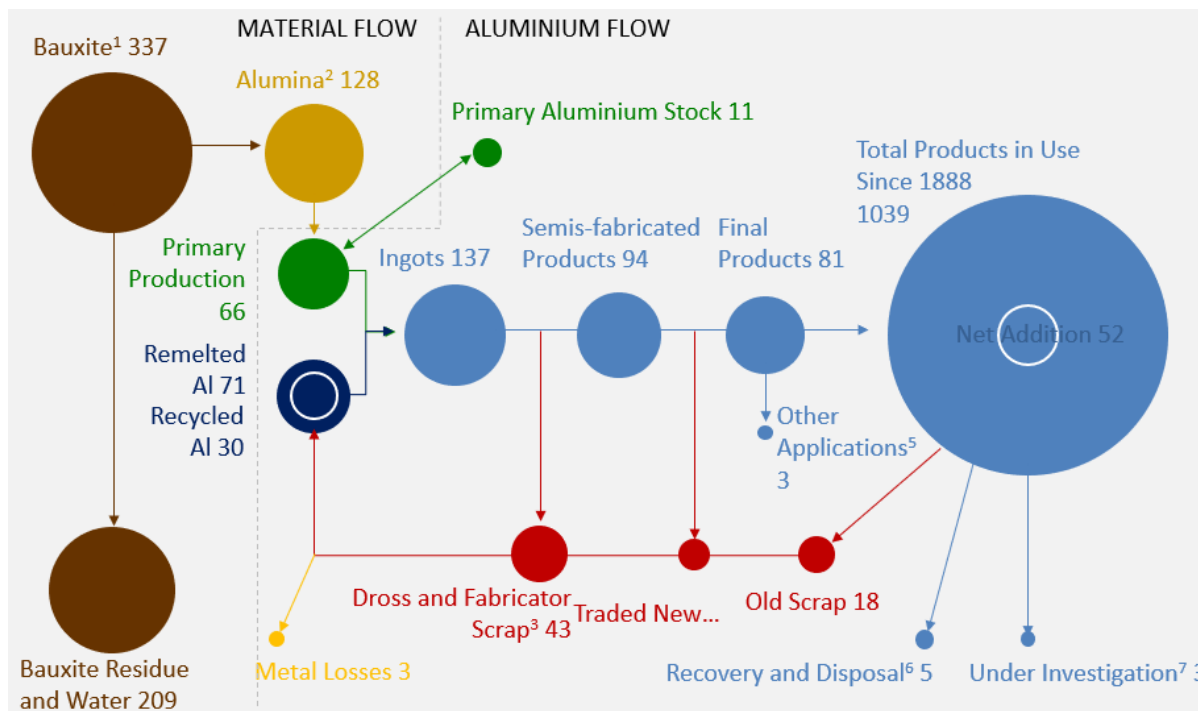 MATERIAL FLOW
ALUMINIUM FLOW
Bauxite¹ 337
Alumina² 128
Primary Aluminium Stock 11
Total Products in Use
Since 1888
1039
Primary
Production
66
Ingots 137
Semis-fabricated
Products 94
Final
Products 81
Net Addition 52
Remelted
Al 71
Recycled
Al 30
Other
Applications⁵
3
Dross and Fabricator
Scrap³ 43
Traded New...
Old Scrap 18
Bauxite Residue
and Water 209
Metal Losses 3
Recovery and Disposal⁶ 5
Under Investigation⁷ 3